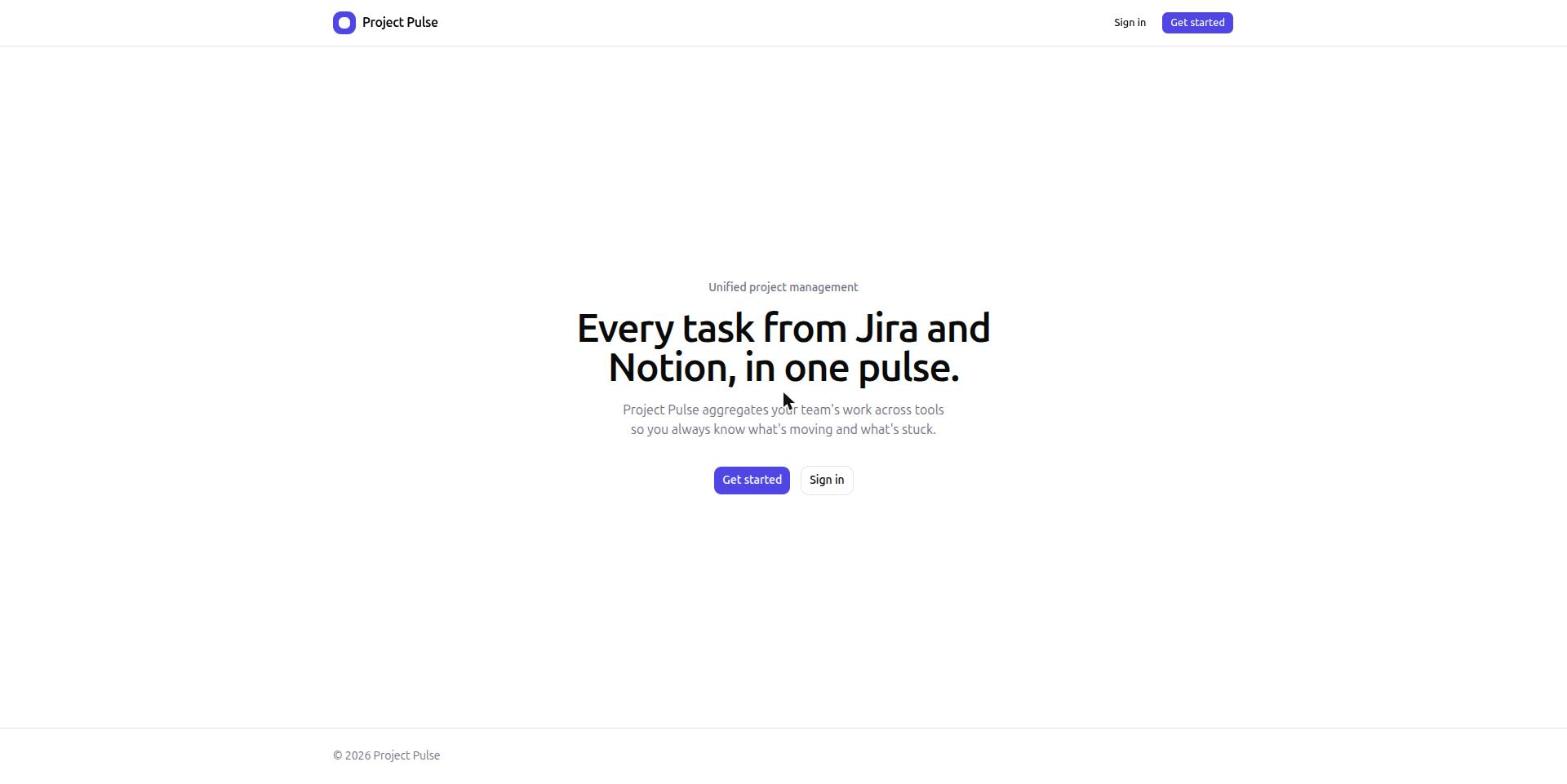 Project Pulse
Sign in
Get started
Unified project management
Every task from Jira and
Notion, in one pulse.
Project Pulse aggregates your team's work across tools
so you always know what's moving and what's stuck.
Get started
Sign in
© 2026 Project Pulse